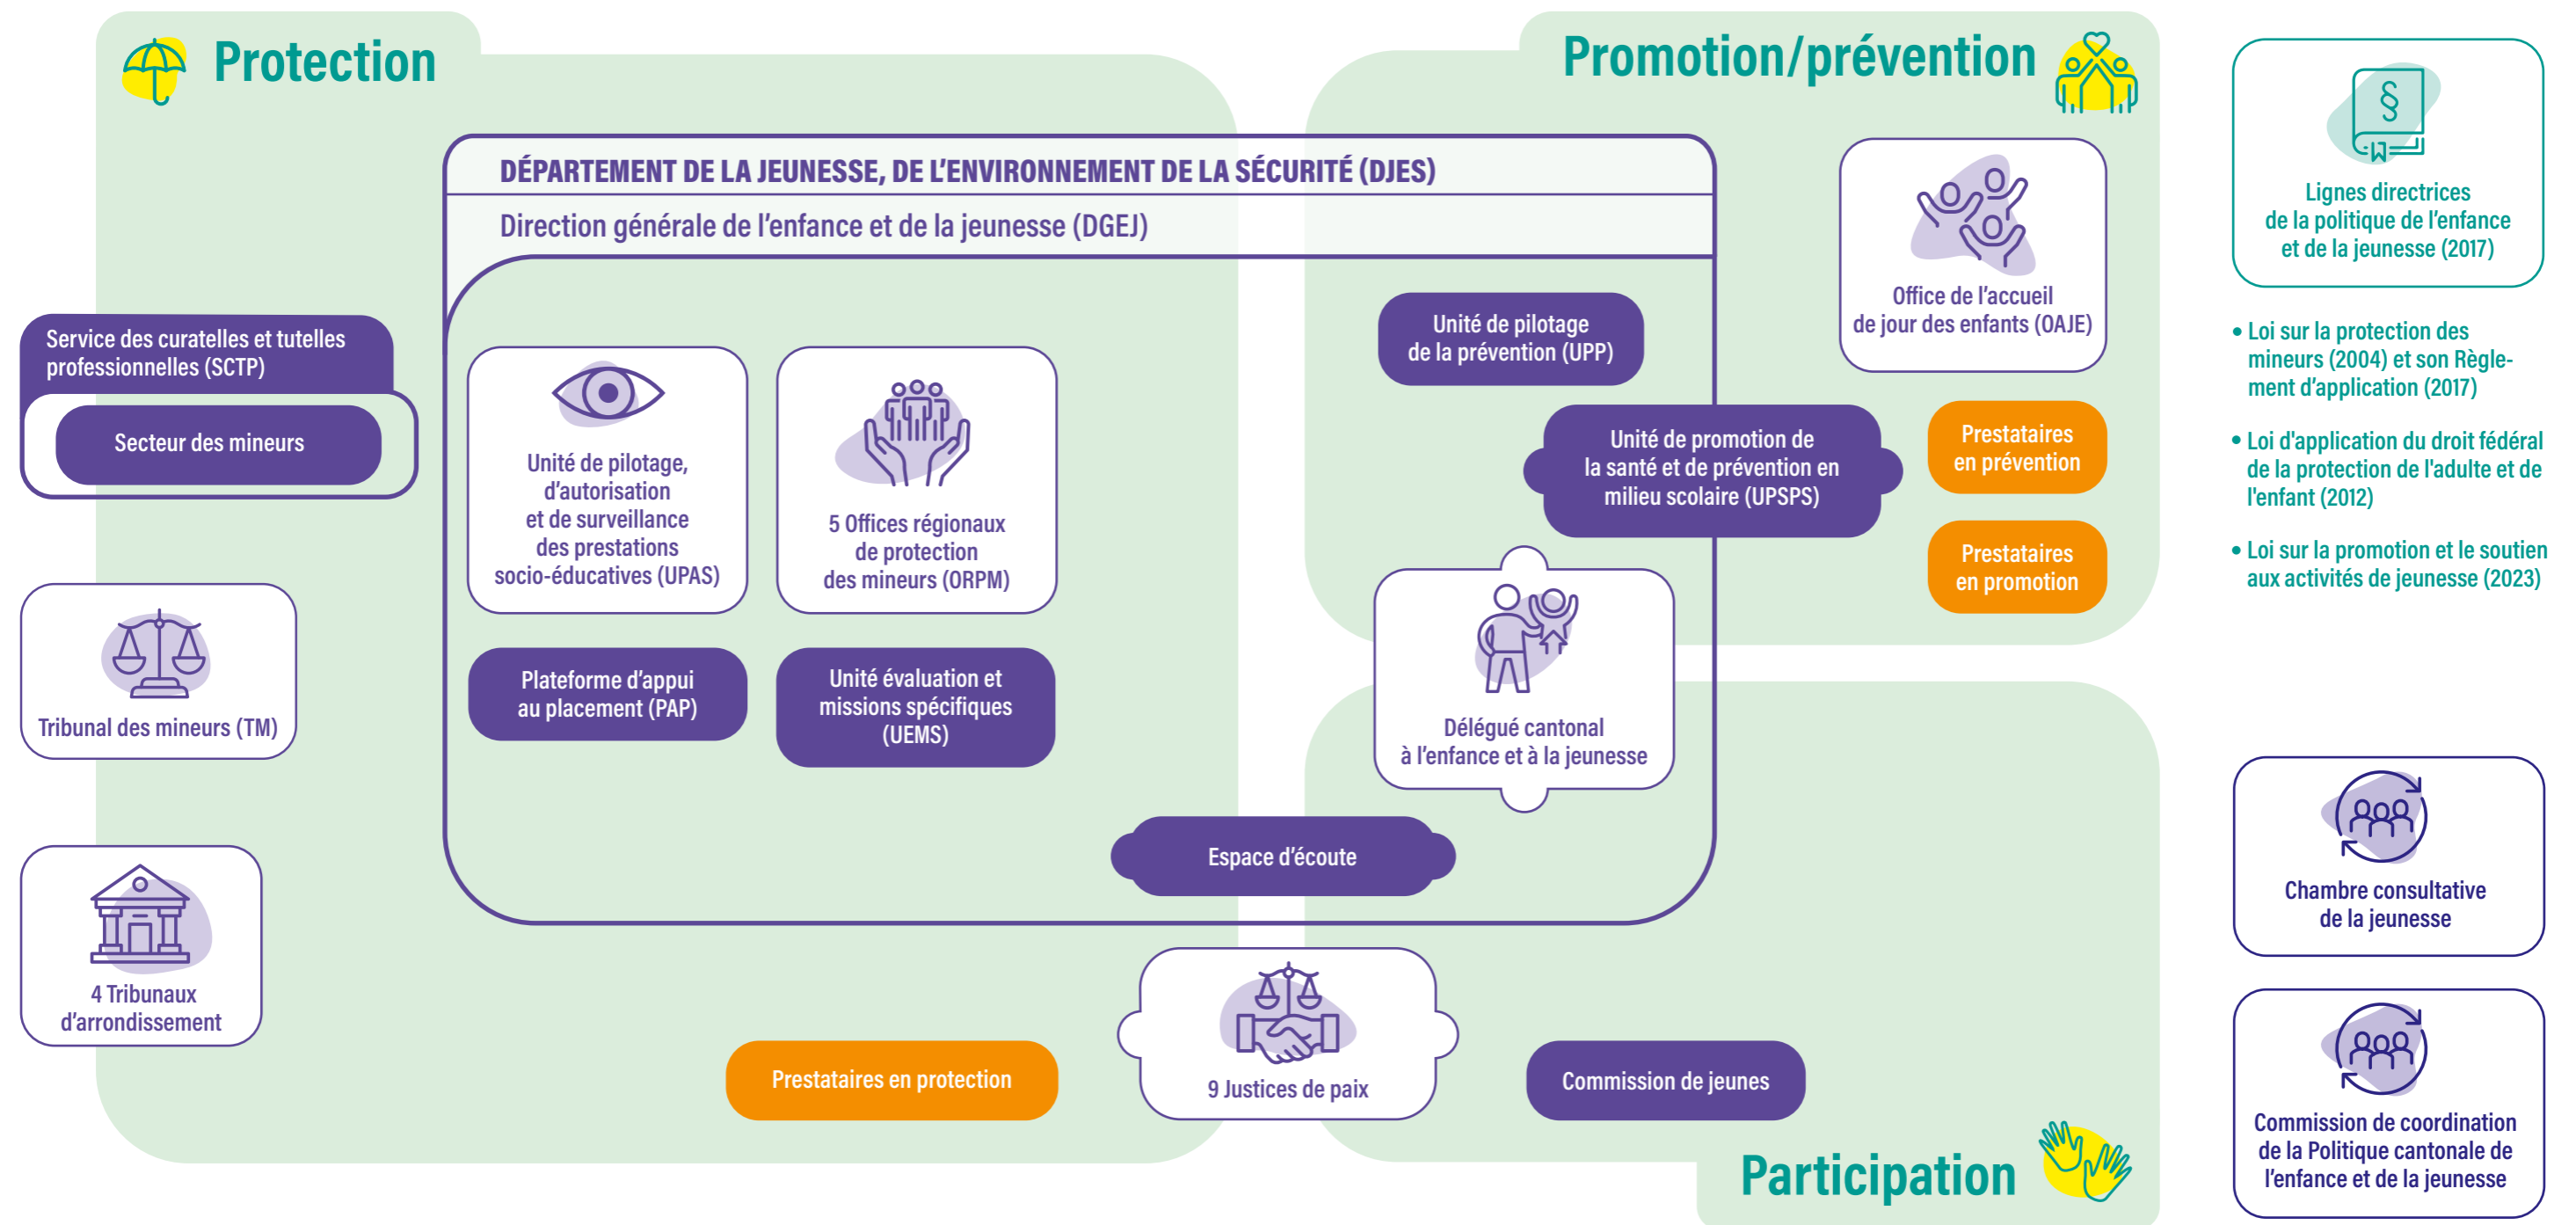 Protection
Promotion/prévention
DÉPARTEMENT DE LA JEUNESSE, DE L'ENVIRONNEMENT DE LA SÉCURITÉ (DJES)
Direction générale de l'enfance et de la jeunesse (DGEJ)
Service des curatelles et tutelles
professionnelles (SCTP)
Secteur des mineurs
Tribunal des mineurs (TM)
4 Tribunaux
d'arrondissement
Unité de pilotage,
d'autorisation
et de surveillance
des prestations
socio-éducatives (UPAS)
5 Offices régionaux
de protection
des mineurs (ORPM)
Plateforme d'appui
au placement (PAP)
Unité évaluation et
missions spécifiques
(UEMS)
Unité de pilotage
de la prévention (UPP)
Office de l'accueil
de jour des enfants (OAJE)
Unité de promotion de
la santé et de prévention en
milieu scolaire (UPSPS)
Prestataires
en prévention
Prestataires
en promotion
Délégué cantonal
à l'enfance et à la jeunesse
Espace d'écoute
Prestataires en protection
9 Justices de paix
Commission de jeunes
Participation
§
Lignes directrices
de la politique de l'enfance
et de la jeunesse (2017)
• Loi sur la protection des
mineurs (2004) et son Règle-
ment d'application (2017)
• Loi d'application du droit fédéral
de la protection de l'adulte et de
l'enfant (2012)
• Loi sur la promotion et le soutien
aux activités de jeunesse (2023)
Chambre consultative
de la jeunesse
Commission de coordination
de la Politique cantonale de
l'enfance et de la jeunesse